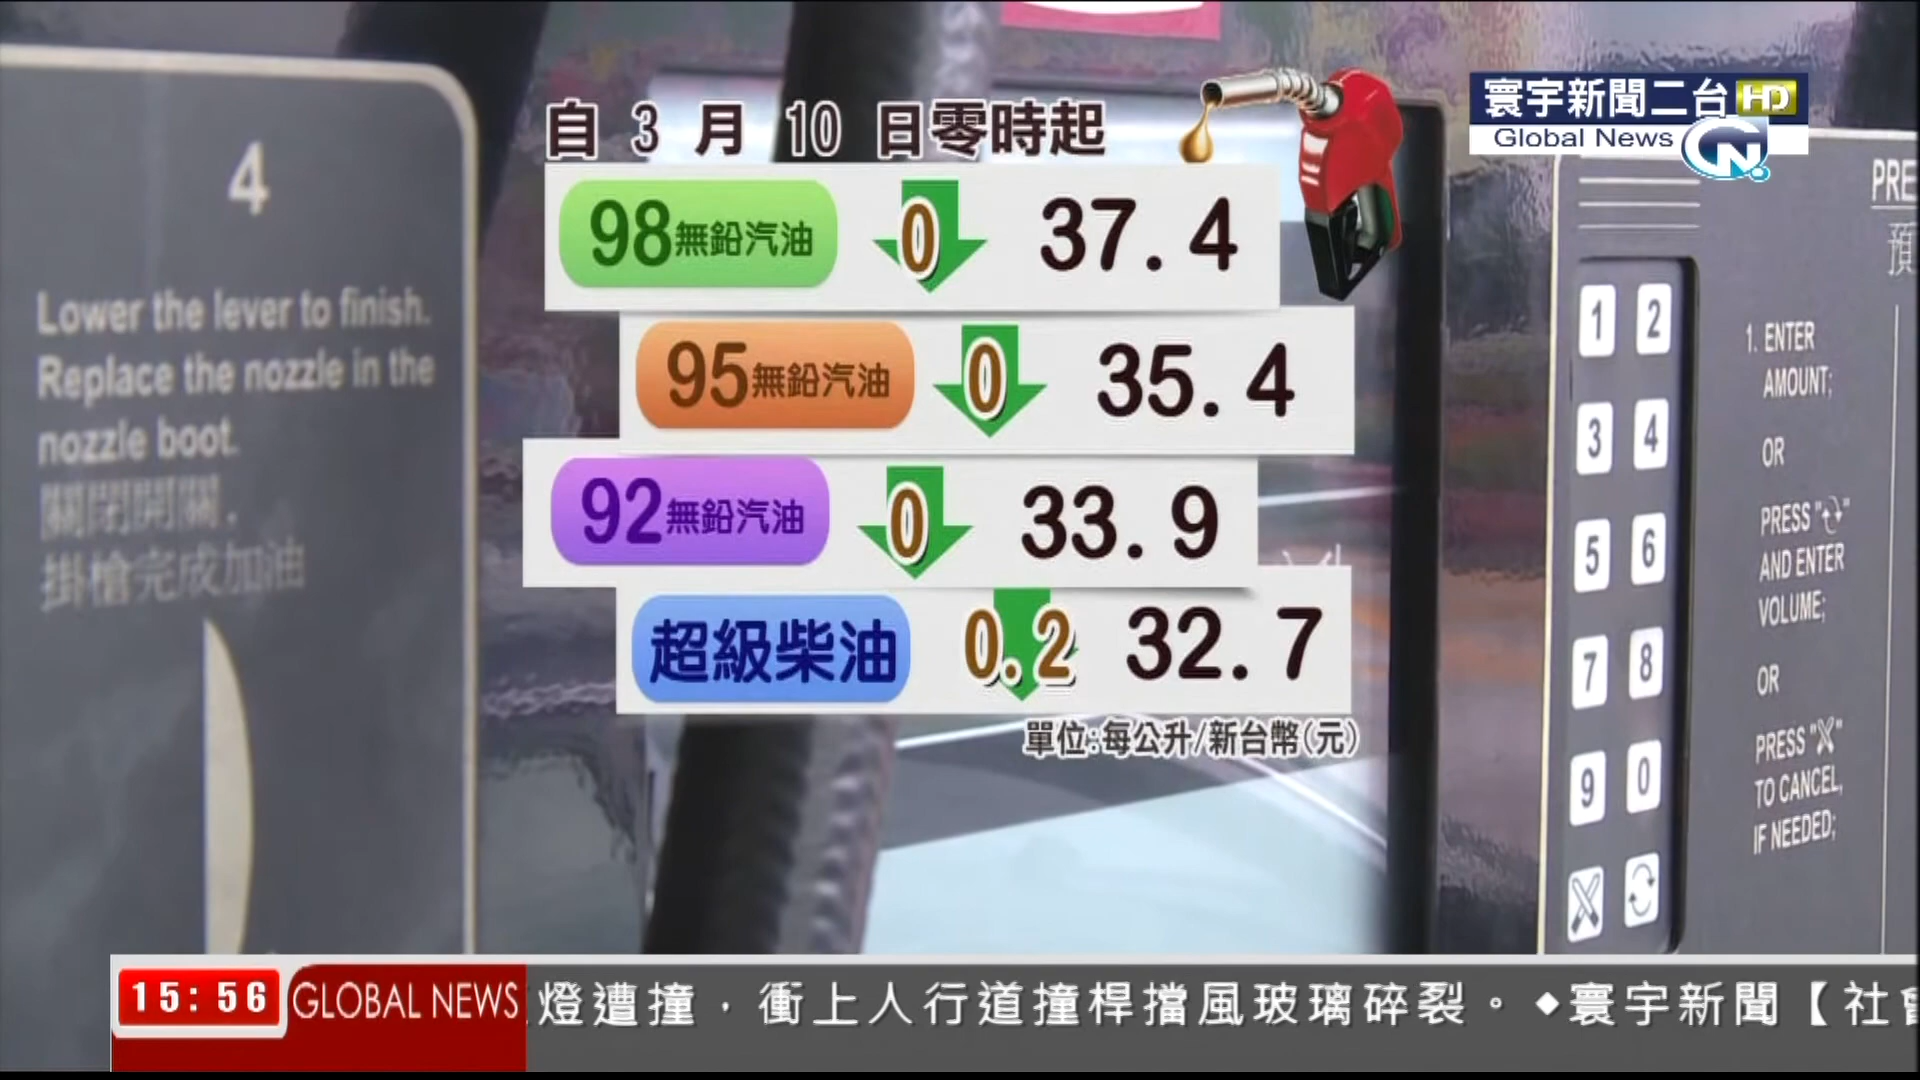 自 3 月 10 日零時起
98無鉛汽油 0 37.4
95無鉛汽油 0 35.4
92無鉛汽油 0 33.9
超級柴油 0.2 32.7
單位:每公升/新台幣(元)
寰宇新聞二台 HD
Global News
CN
4
Lower the lever to finish.
Replace the nozzle in the
nozzle boot.
關閉開關.
掛槍完成加油
PRE
預
1 2
3 4
5 6
7 8
9 0
1. ENTER
AMOUNT;
OR
PRESS "
"
AND ENTER
VOLUME;
OR
PRESS "
"
TO CANCEL,
IF NEEDED;
15:56
GLOBAL NEWS
燈遭撞，衝上人行道撞桿擋風玻璃碎裂。◆寰宇新聞【社